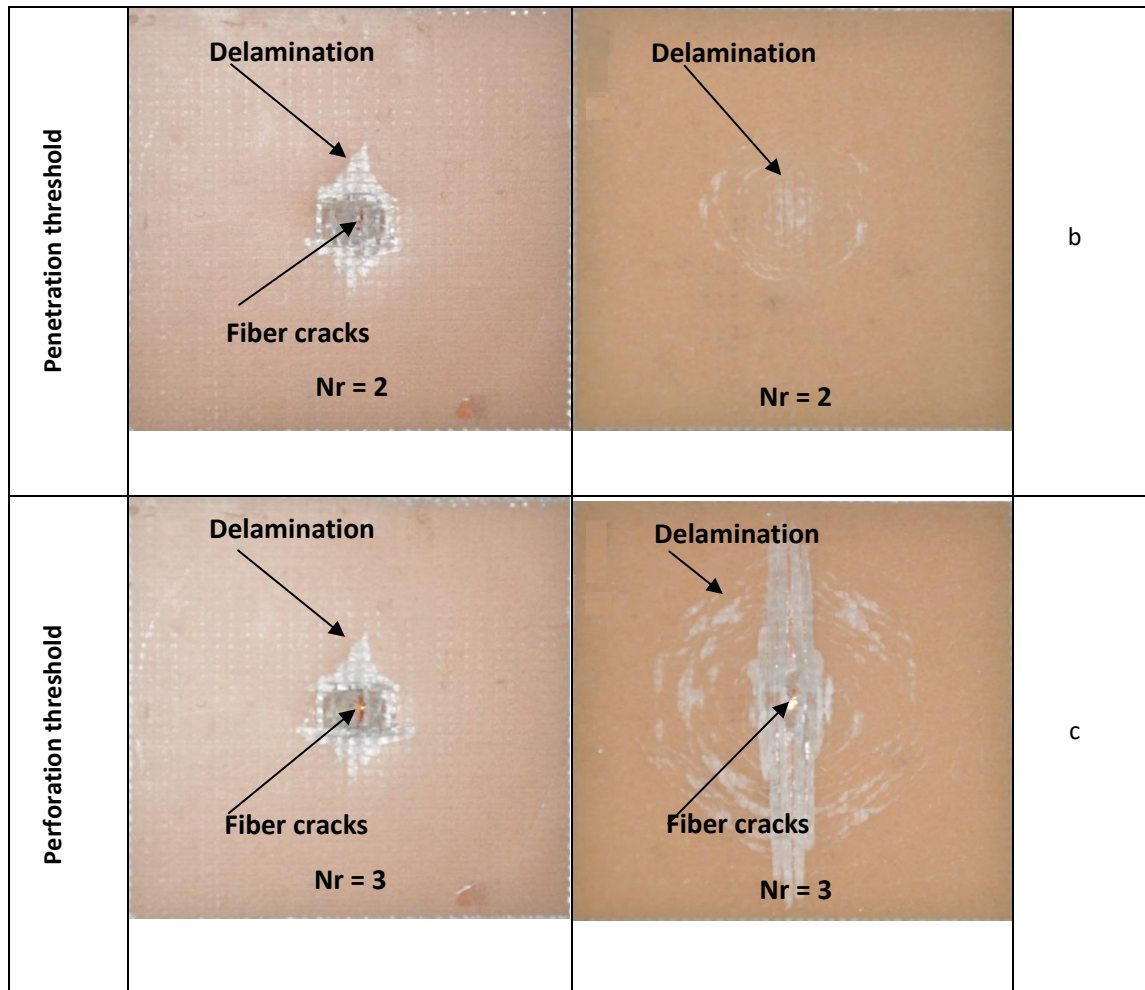 Penetration threshold
Delamination
Fiber cracks
Nr = 2
Delamination
Nr = 2
b
Perforation threshold
Delamination
Fiber cracks
Nr = 3
Delamination
Fiber cracks
Nr = 3
c